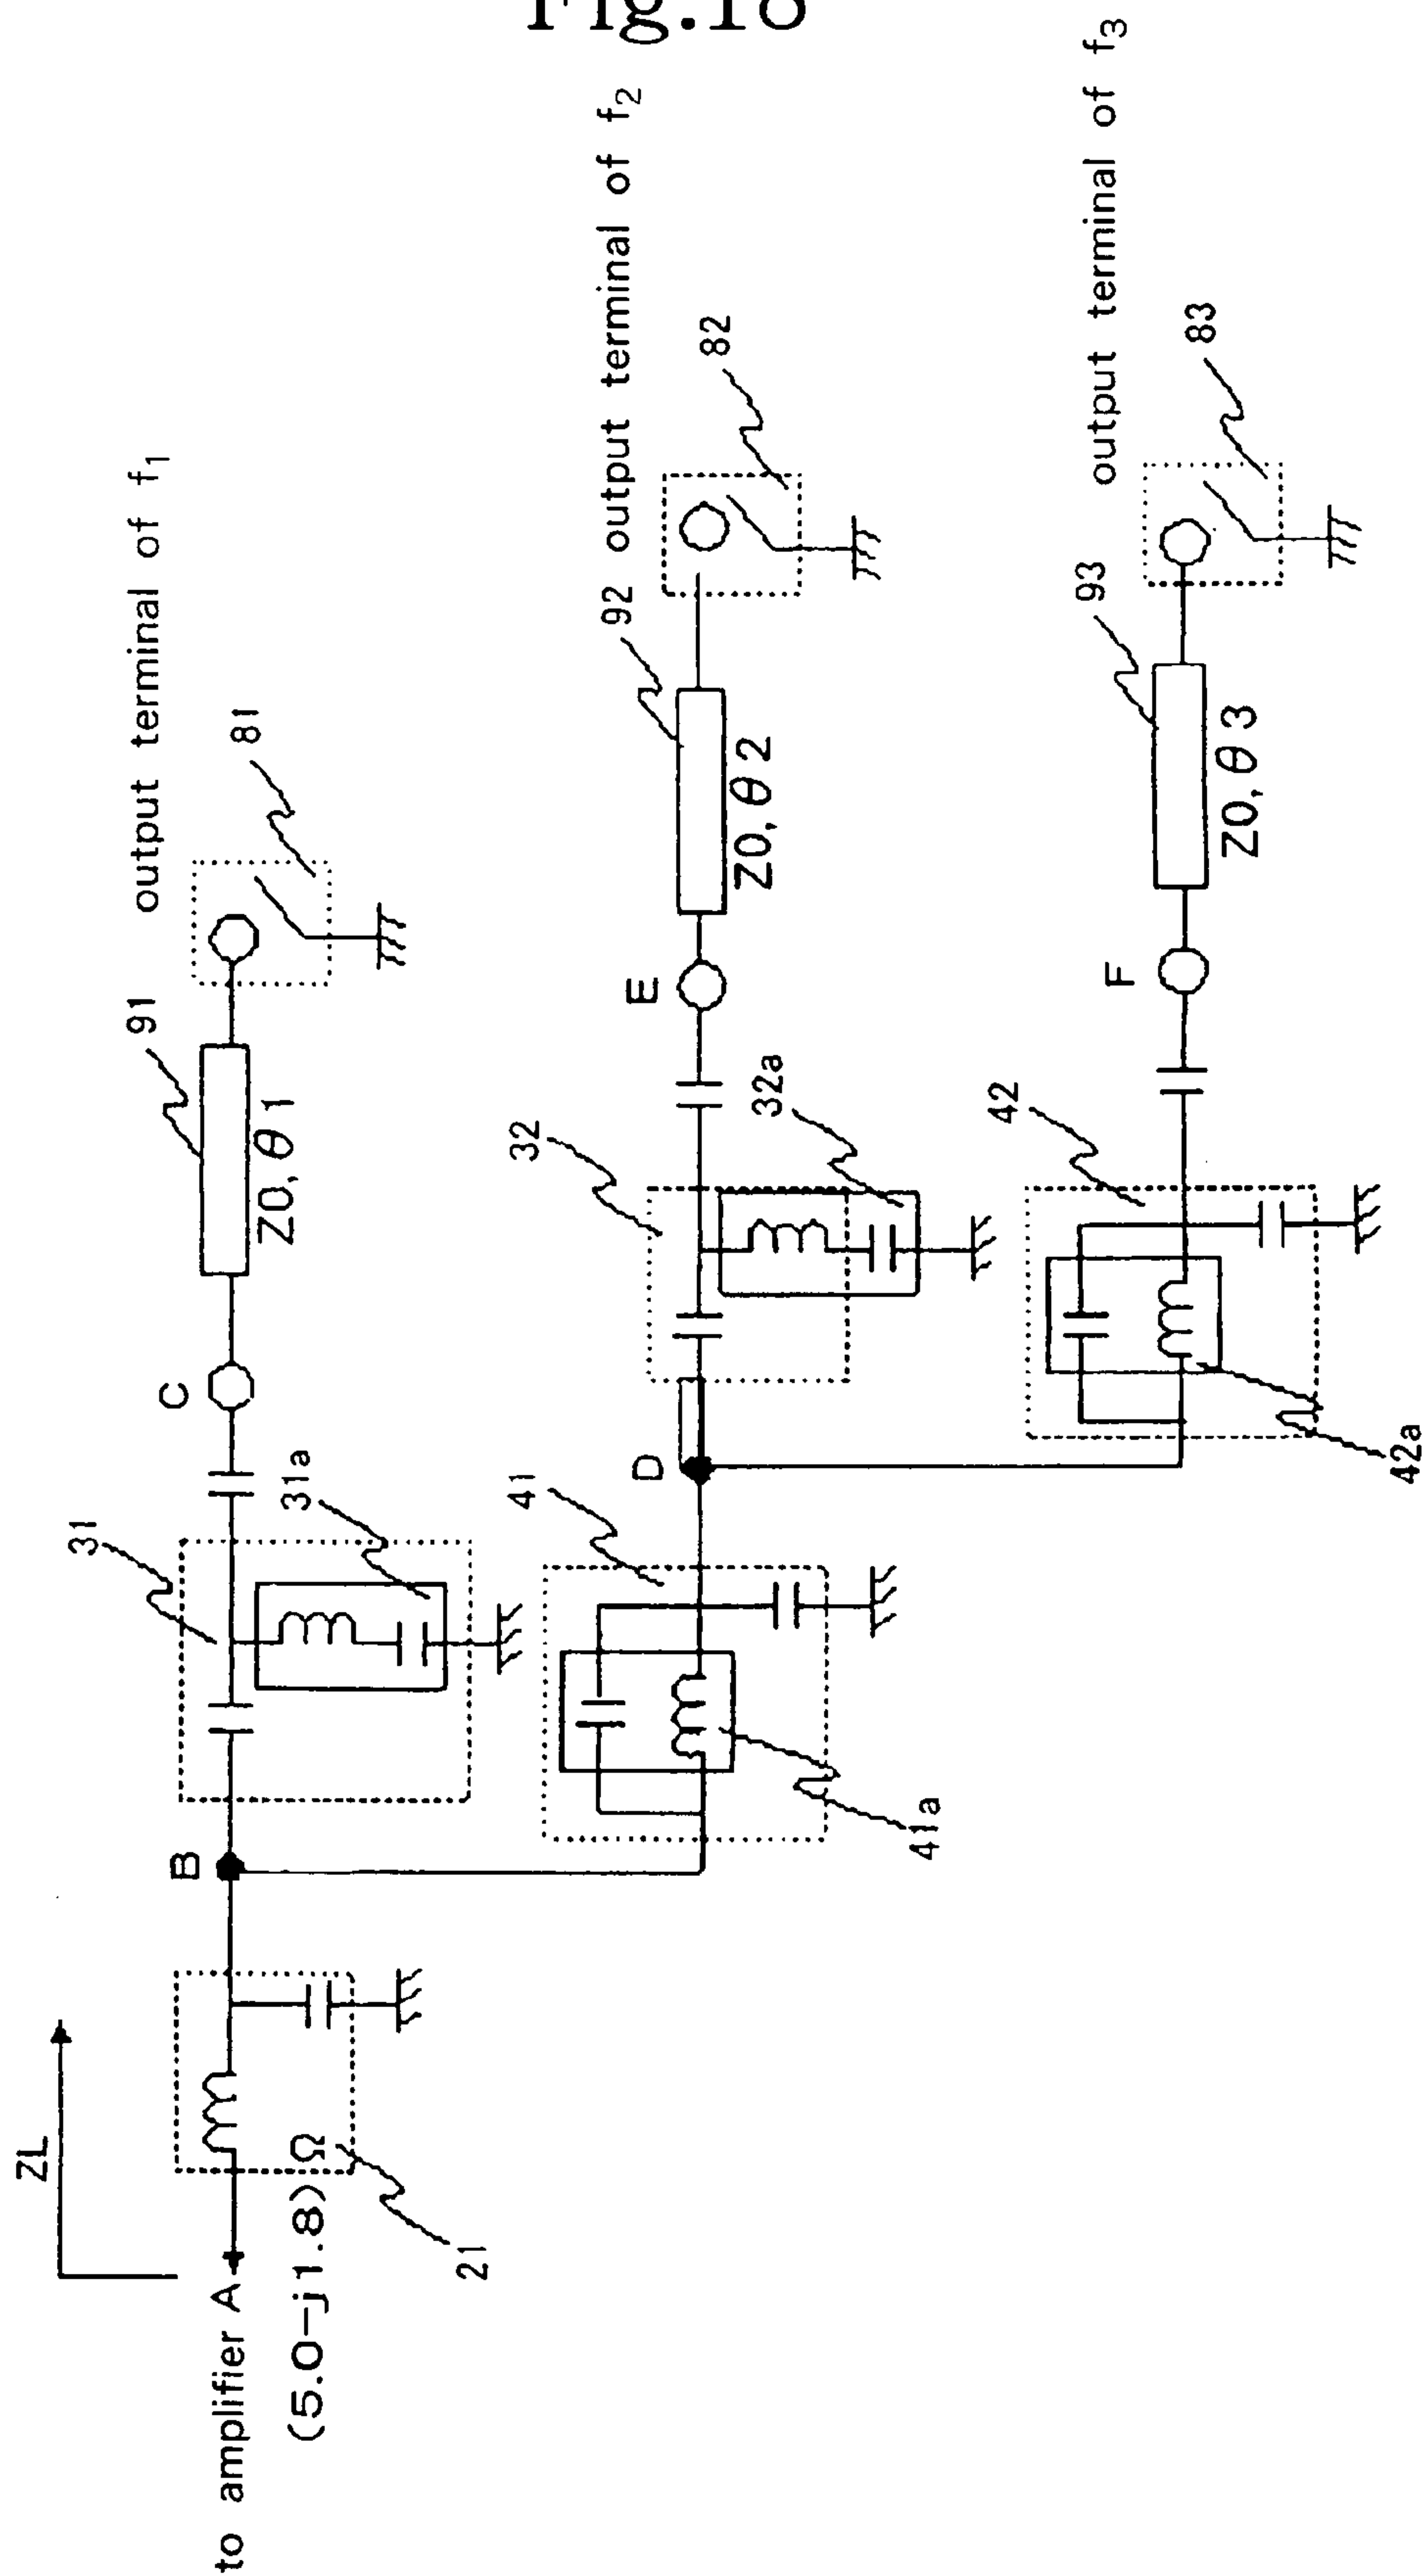 Fig.18
ZL
to amplifier A
(5.0-j1.8)Ω
21
B
31
31a
C
91
Z0,θ1
81
output terminal of f1
41
41a
D
32
32a
E
92
Z0,θ2
82
output terminal of f2
42
42a
F
93
Z0,θ3
83
output terminal of f3